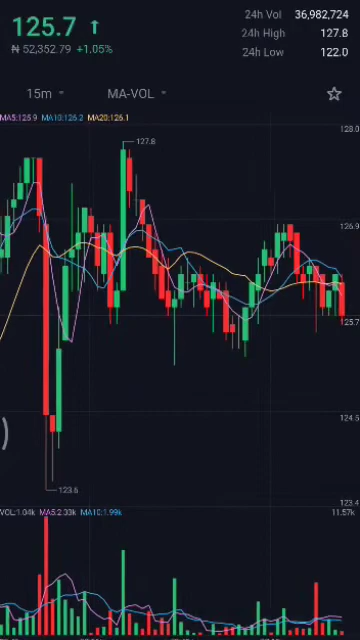 125.7 ↑
₦ 52,352.79 +1.05%
24h Vol 36,982,724
24h High 127.8
24h Low 122.0
15m MA-VOL
MA5:125.9 MA10:126.2 MA20:126.1
128.0
127.8
126.9
125.7
124.5
123.6
123.4
VOL:1.04k MA5:2.33k MA10:1.99k 11.57k